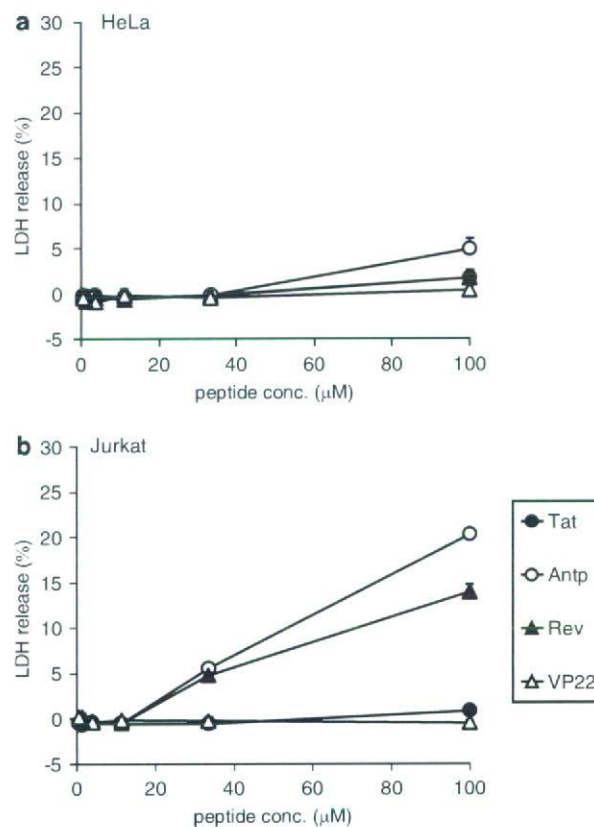 a HeLa
30
25
20
15
10
5
0
-5
LDH release (%)
0 20 40 60 80 100
peptide conc. (µM)
b Jurkat
30
25
20
15
10
5
0
-5
LDH release (%)
0 20 40 60 80 100
peptide conc. (µM)
Tat
Antp
Rev
VP22